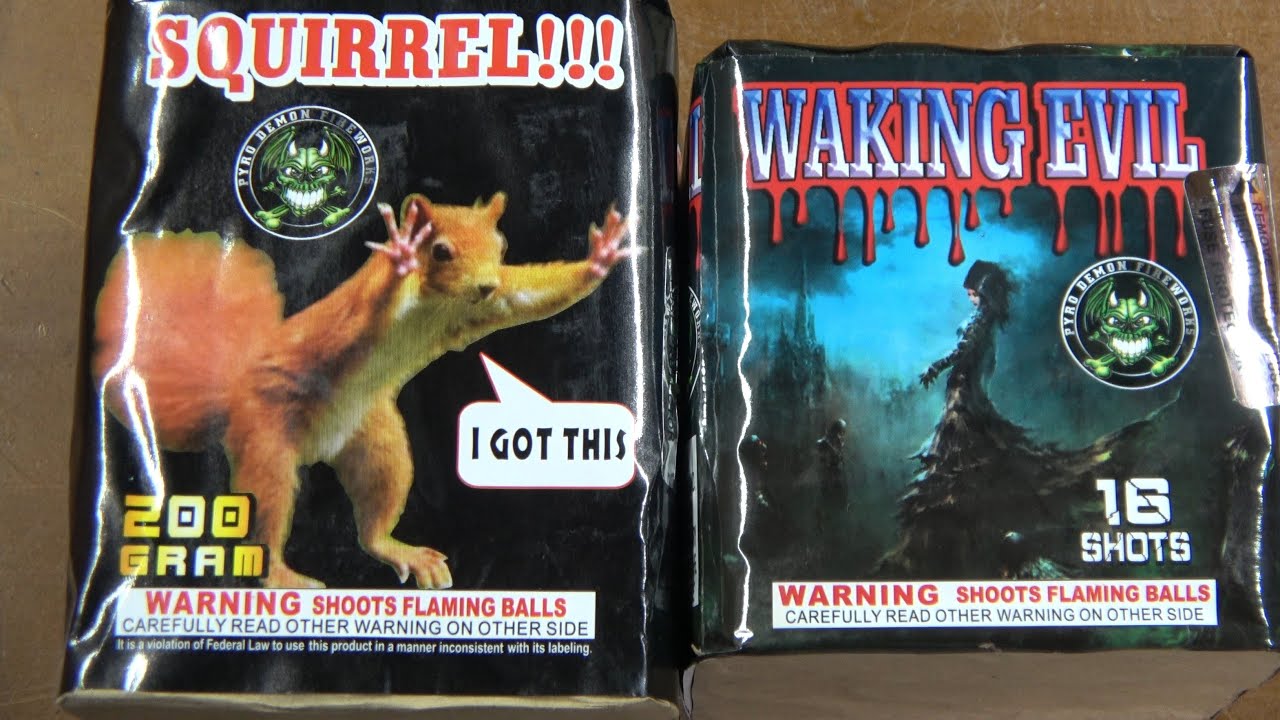 SQUIRREL!!!
PYRO DEMON FIREWORKS
I GOT THIS
200
GRAM
WARNING SHOOTS FLAMING BALLS
CAREFULLY READ OTHER WARNING ON OTHER SIDE
It is a violation of Federal Law to use this product in a manner inconsistent with its labeling.
WAKING EVIL
PYRO DEMON FIREWORKS
16
SHOTS
WARNING SHOOTS FLAMING BALLS
CAREFULLY READ OTHER WARNING ON OTHER SIDE